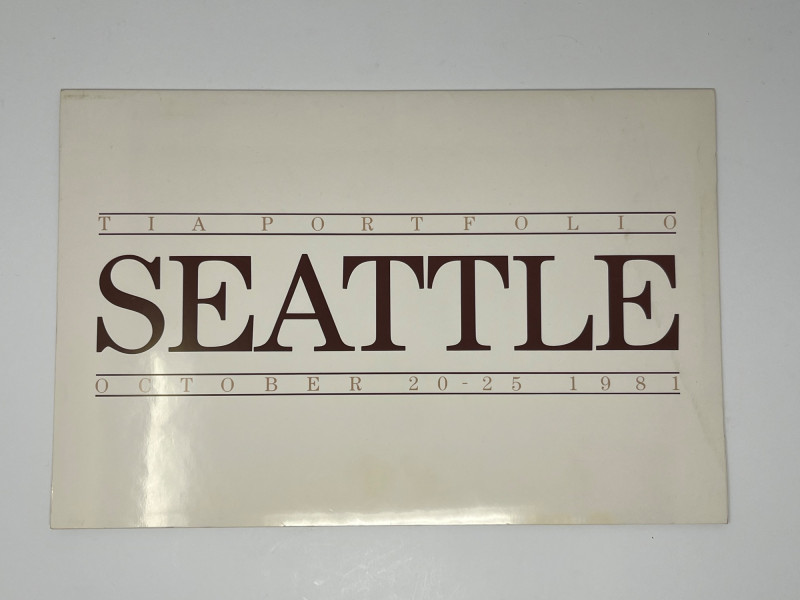 TIA PORTFOLIO
SEATTLE
OCTOBER 20-25 1981